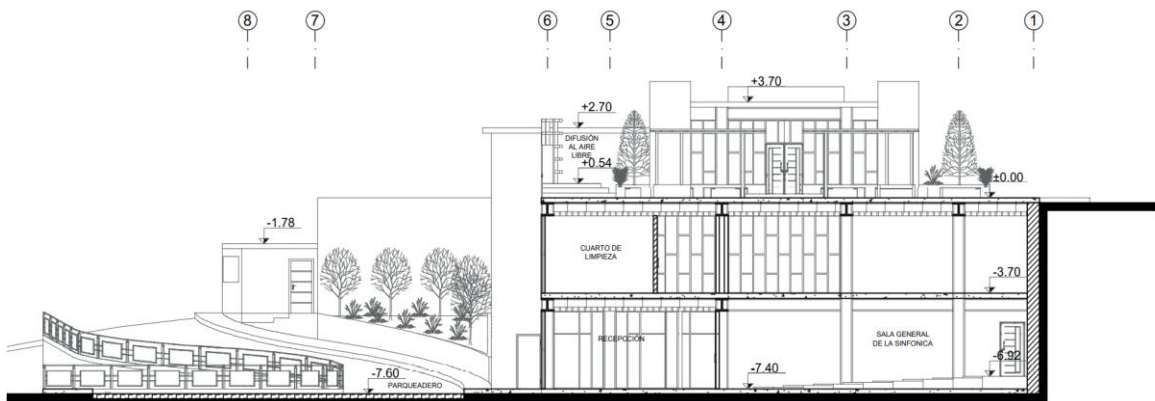 8 7 6 5 4 3 2 1
+3.70
+2.70
DIFUSIÓN
AL AIRE
LIBRE
+0.54
±0.00
-1.78
CUARTO DE
LIMPIEZA
-3.70
RECEPCIÓN
SALA GENERAL
DE LA SINFONICA
-6.92
-7.60
PARQUEADERO
-7.40